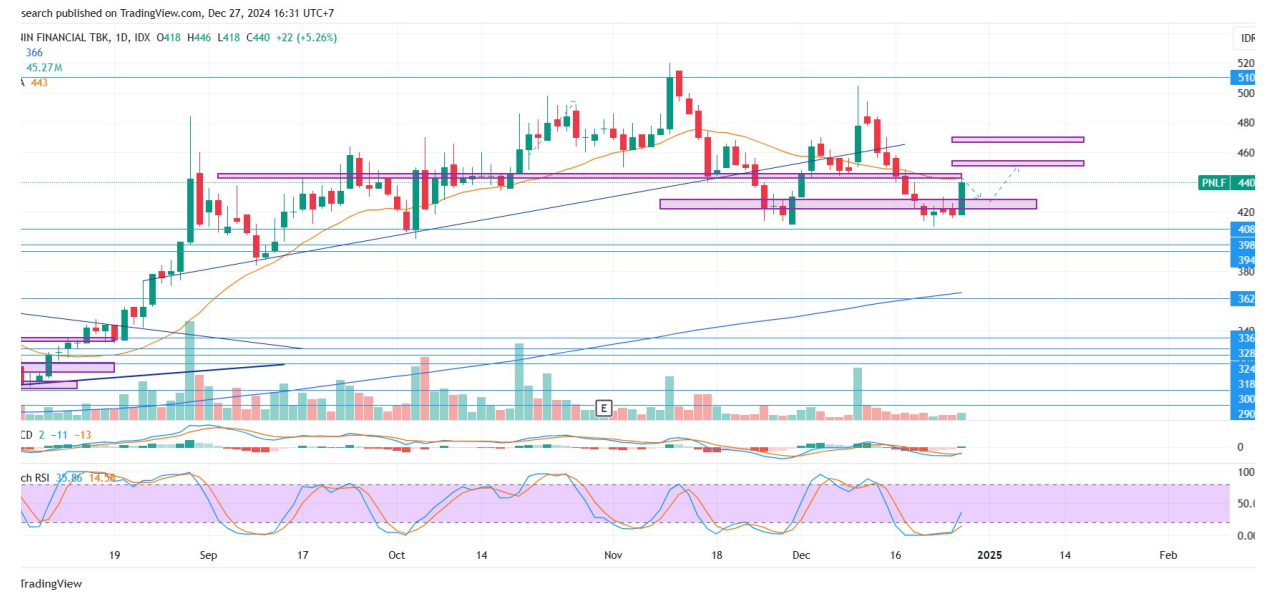 search published on TradingView.com, Dec 27, 2024 16:31 UTC+7
IN FINANCIAL TBK, 1D, IDX O418 H446 L418 C440 +22 (+5.26%)
IDR
366
45.27M
A 443
520
510
500
480
460
PNLF 440
420
408
398
394
380
362
340
336
328
324
318
300
290
E
CD 2 −11 −13
0
ch RSI 35.86 14.58
100
50.0
0.00
19 Sep 17 Oct 14 Nov 18 Dec 16 2025 14 Feb
TradingView